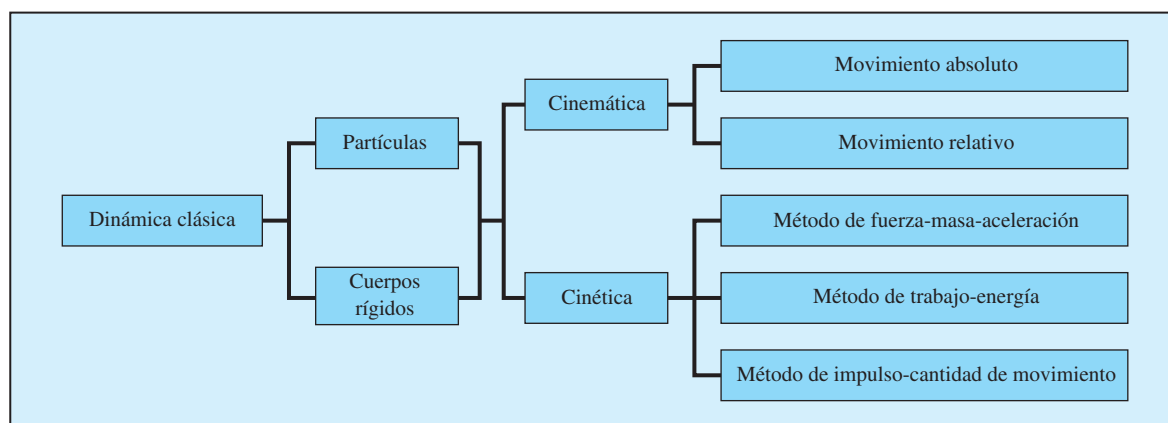 Dinámica clásica
Partículas
Cuerpos
rígidos
Cinemática
Cinética
Movimiento absoluto
Movimiento relativo
Método de fuerza-masa-aceleración
Método de trabajo-energía
Método de impulso-cantidad de movimiento